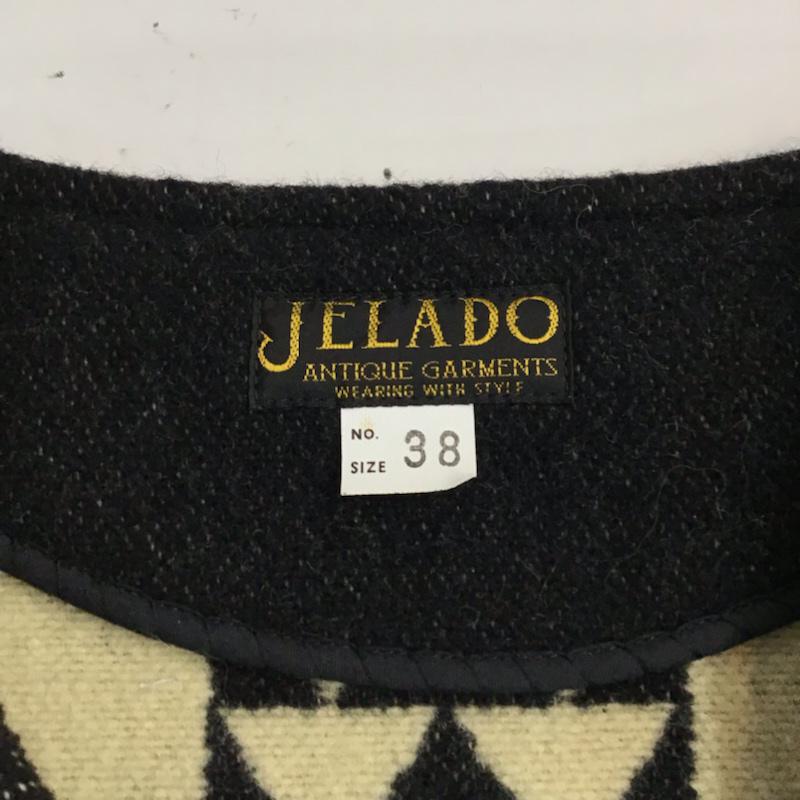 JELADO
ANTIQUE GARMENTS
WEARING WITH STYLE
NO.
SIZE 38